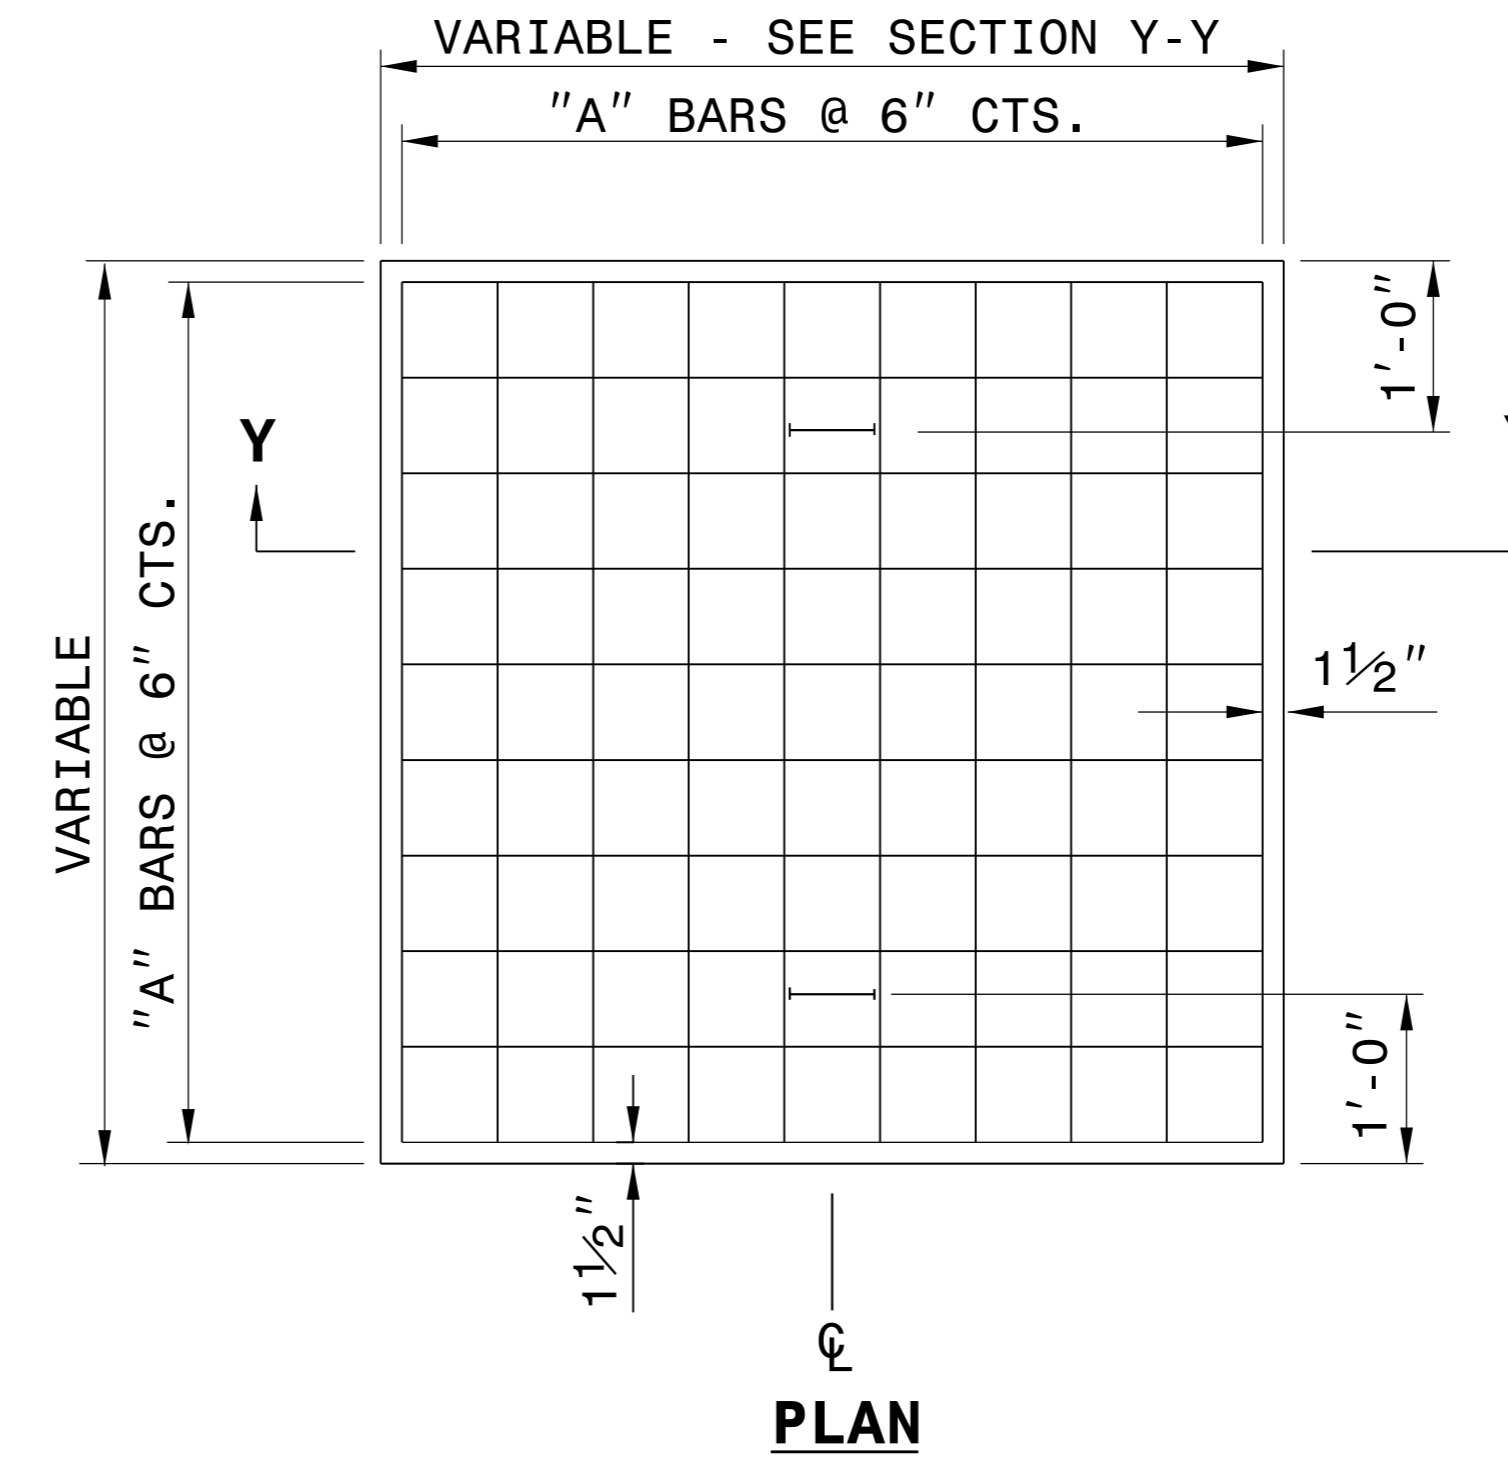 VARIABLE - SEE SECTION Y-Y
"A" BARS @ 6" CTS.
1'-0"
Y
VARIABLE
"A" BARS @ 6" CTS.
1½"
1'-0"
1½"
℄
PLAN